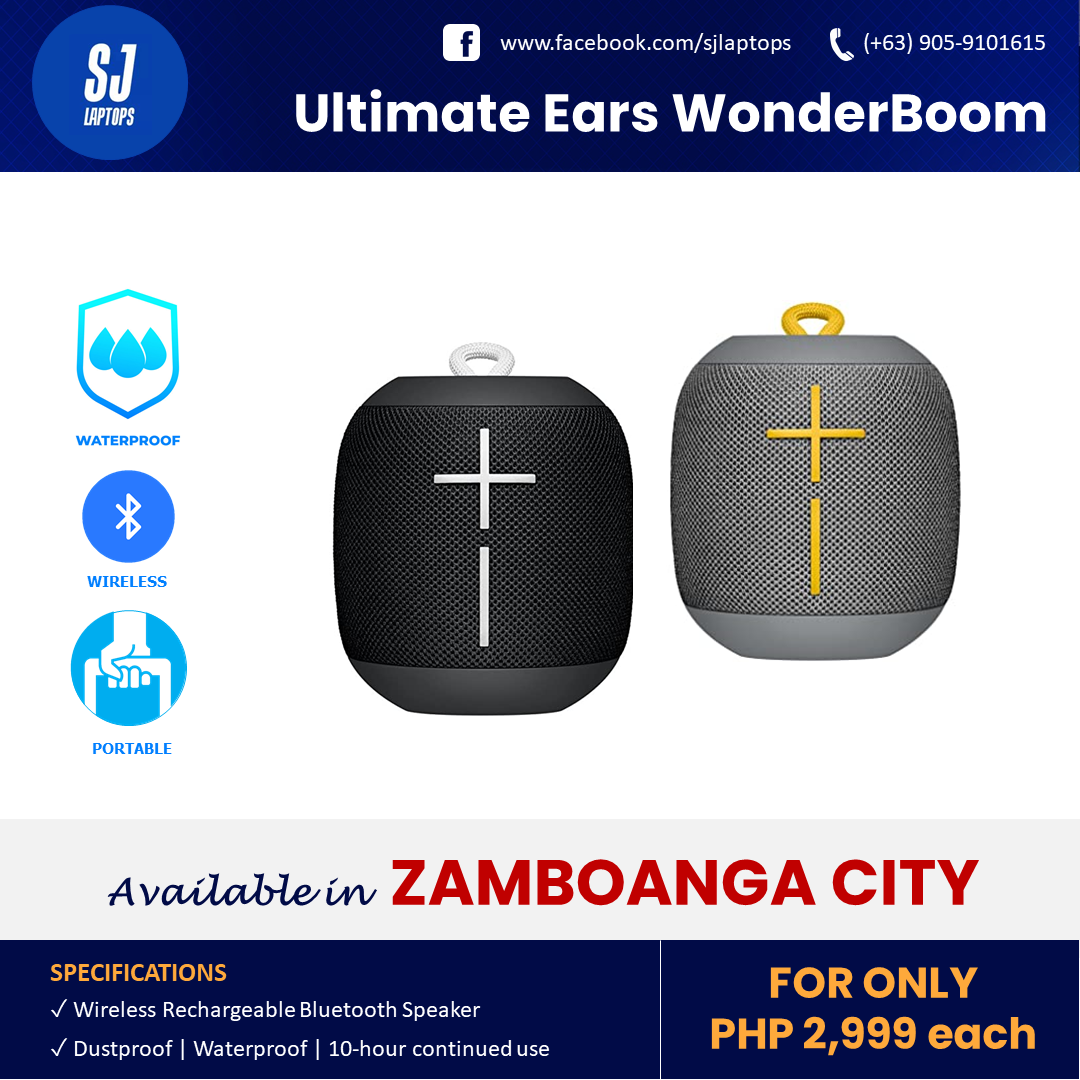 SJ
LAPTOPS
www.facebook.com/sjlaptops
(+63) 905-9101615
Ultimate Ears WonderBoom
WATERPROOF
WIRELESS
PORTABLE
Available in ZAMBOANGA CITY
SPECIFICATIONS
✓ Wireless Rechargeable Bluetooth Speaker
✓ Dustproof | Waterproof | 10-hour continued use
FOR ONLY
PHP 2,999 each